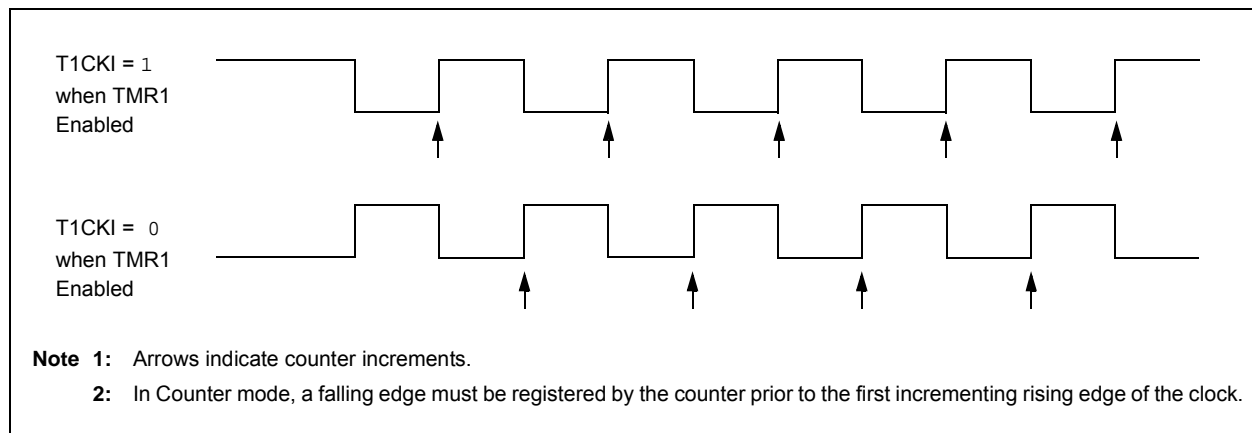 T1CKI = 1
when TMR1
Enabled
T1CKI = 0
when TMR1
Enabled
Note 1: Arrows indicate counter increments.
2: In Counter mode, a falling edge must be registered by the counter prior to the first incrementing rising edge of the clock.